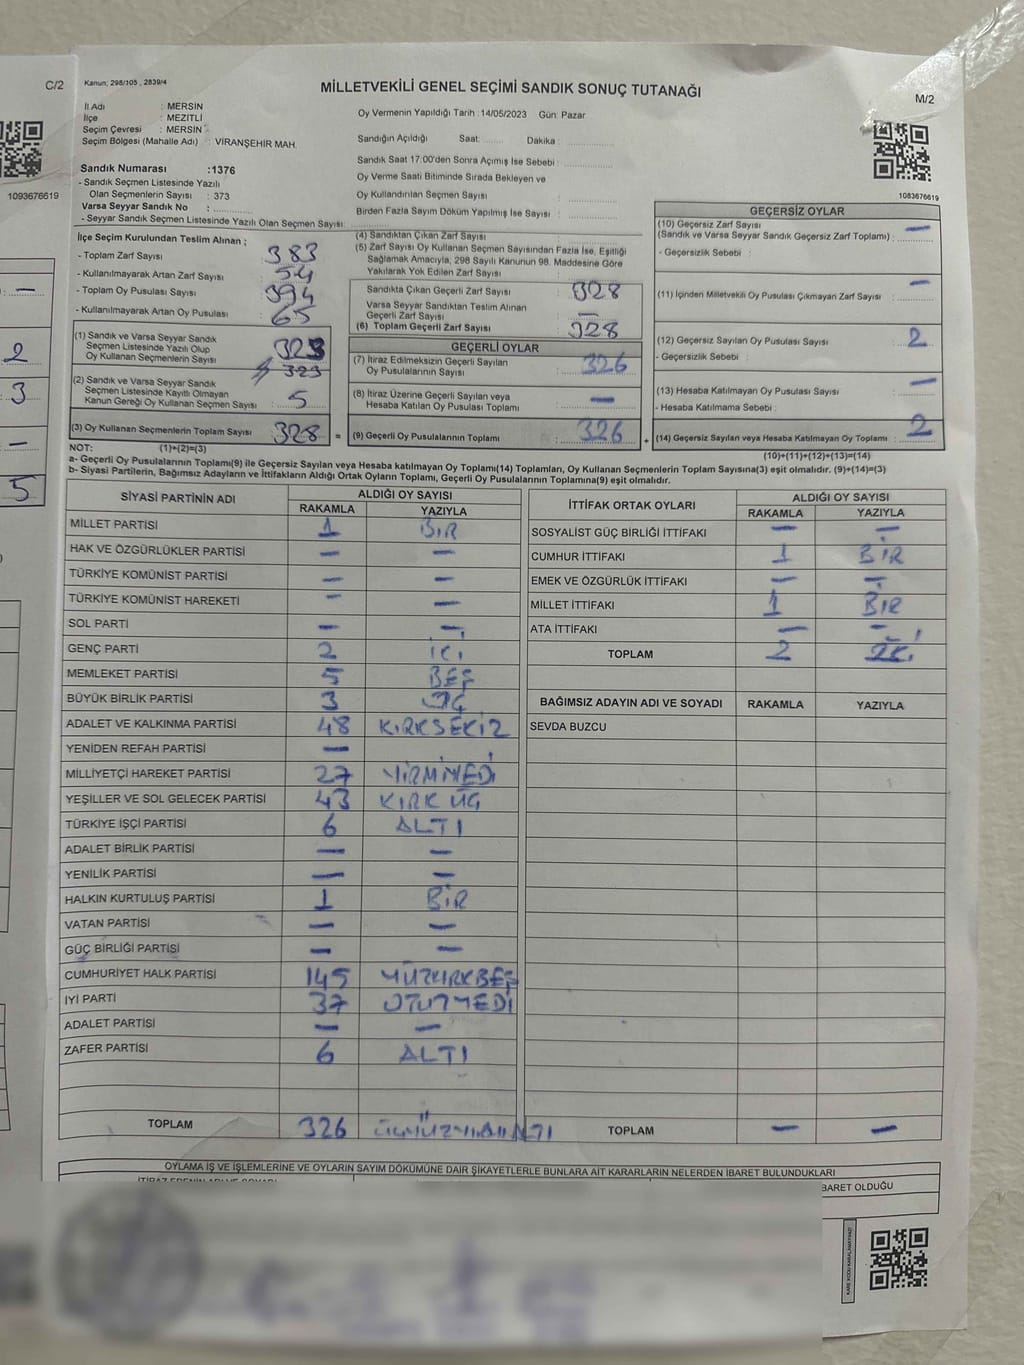 C/2
Kanun; 298/105 , 2839/4
MİLLETVEKİLİ GENEL SEÇİMİ SANDIK SONUÇ TUTANAĞI
M/2
İl Adı : MERSİN
İlçe : MEZİTLİ
Seçim Çevresi : MERSİN
Seçim Bölgesi (Mahalle Adı) : VİRANŞEHİR MAH.
Sandık Numarası :1376
- Sandık Seçmen Listesinde Yazılı
Olan Seçmenlerin Sayısı : 373
Varsa Seyyar Sandık No :
- Seyyar Sandık Seçmen Listesinde Yazılı Olan Seçmen Sayısı:
Oy Vermenin Yapıldığı Tarih :14/05/2023 Gün: Pazar
Sandığın Açıldığı Saat: Dakika :
Sandık Saat 17:00'den Sonra Açımış İse Sebebi :
Oy Verme Saati Bitiminde Sırada Bekleyen ve
Oy Kullandırılan Seçmen Sayısı :
Birden Fazla Sayım Döküm Yapılmış İse Sayısı :
1093676619
1083676619
İlçe Seçim Kurulundan Teslim Alınan ;
- Toplam Zarf Sayısı : 383
- Kullanılmayarak Artan Zarf Sayısı : 54
- Toplam Oy Pusulası Sayısı : 394
- Kullanılmayarak Artan Oy Pusulası : 65
(1) Sandık ve Varsa Seyyar Sandık
Seçmen Listesinde Yazılı Olup
Oy Kullanan Seçmenlerin Sayısı : 323
323
(2) Sandık ve Varsa Seyyar Sandık
Seçmen Listesinde Kayıtlı Olmayan
Kanun Gereği Oy Kullanan Seçmen Sayısı : 5
(3) Oy Kullanan Seçmenlerin Toplam Sayısı 328 =
(4) Sandıktan Çıkan Zarf Sayısı :
(5) Zarf Sayısı Oy Kullanan Seçmen Sayısından Fazla İse, Eşitliği
Sağlamak Amacıyla, 298 Sayılı Kanunun 98. Maddesine Göre
Yakılarak Yok Edilen Zarf Sayısı :
Sandıkta Çıkan Geçerli Zarf Sayısı : 328
Varsa Seyyar Sandıktan Teslim Alınan
Geçerli Zarf Sayısı : —
(6) Toplam Geçerli Zarf Sayısı : 328
GEÇERLİ OYLAR
(7) İtiraz Edilmeksizin Geçerli Sayılan
Oy Pusulalarının Sayısı : 326
(8) İtiraz Üzerine Geçerli Sayılan veya
Hesaba Katılan Oy Pusulası Toplamı : —
(9) Geçerli Oy Pusulalarının Toplamı : 326 +
GEÇERSİZ OYLAR
(10) Geçersiz Zarf Sayısı
(Sandık ve Varsa Seyyar Sandık Geçersiz Zarf Toplamı) : —
- Geçersizlik Sebebi :
(11) İçinden Milletvekili Oy Pusulası Çıkmayan Zarf Sayısı : —
(12) Geçersiz Sayılan Oy Pusulası Sayısı : 2
- Geçersizlik Sebebi :
(13) Hesaba Katılmayan Oy Pusulası Sayısı : —
- Hesaba Katılmama Sebebi :
(14) Geçersiz Sayılan veya Hesaba Katılmayan Oy Toplamı : 2
NOT: (1)+(2)=(3)
(10)+(11)+(12)+(13)=(14)
a- Geçerli Oy Pusulalarının Toplamı(9) ile Geçersiz Sayılan veya Hesaba katılmayan Oy Toplamı(14) Toplamları, Oy Kullanan Seçmenlerin Toplam Sayısına(3) eşit olmalıdır. (9)+(14)=(3)
b- Siyasi Partilerin, Bağımsız Adayların ve İttifakların Aldığı Ortak Oyların Toplamı, Geçerli Oy Pusulalarının Toplamına(9) eşit olmalıdır.
SİYASİ PARTİNİN ADI ALDIĞI OY SAYISI
RAKAMLA YAZIYLA
MİLLET PARTİSİ 1 BİR
HAK VE ÖZGÜRLÜKLER PARTİSİ — —
TÜRKİYE KOMÜNİST PARTİSİ — —
TÜRKİYE KOMÜNİST HAREKETİ — —
SOL PARTİ — —
GENÇ PARTİ 2 İKİ
MEMLEKET PARTİSİ 5 BEŞ
BÜYÜK BİRLİK PARTİSİ 3 ÜÇ
ADALET VE KALKINMA PARTİSİ 48 KIRKSEKİZ
YENİDEN REFAH PARTİSİ —
MİLLİYETÇİ HAREKET PARTİSİ 27 YİRMİYEDİ
YEŞİLLER VE SOL GELECEK PARTİSİ 43 KIRK ÜÇ
TÜRKİYE İŞÇİ PARTİSİ 6 ALTI
ADALET BİRLİK PARTİSİ — —
YENİLİK PARTİSİ — —
HALKIN KURTULUŞ PARTİSİ 1 BİR
VATAN PARTİSİ — —
GÜÇ BİRLİĞİ PARTİSİ — —
CUMHURİYET HALK PARTİSİ 145 YÜZKIRKBEŞ
İYİ PARTİ 37 OTUZYEDİ
ADALET PARTİSİ — —
ZAFER PARTİSİ 6 ALTI
TOPLAM 326
İTTİFAK ORTAK OYLARI ALDIĞI OY SAYISI
RAKAMLA YAZIYLA
SOSYALİST GÜÇ BİRLİĞİ İTTİFAKI — —
CUMHUR İTTİFAKI 1 BİR
EMEK VE ÖZGÜRLÜK İTTİFAKI — —
MİLLET İTTİFAKI 1 BİR
ATA İTTİFAKI — —
TOPLAM 2 İKİ
BAĞIMSIZ ADAYIN ADI VE SOYADI RAKAMLA YAZIYLA
SEVDA BUZCU
TOPLAM — —
OYLAMA İŞ VE İŞLEMLERİNE VE OYLARIN SAYIM DÖKÜMÜNE DAİR ŞİKAYETLERLE BUNLARA AİT KARARLARIN NELERDEN İBARET BULUNDUKLARI
BARET OLDUĞU
2
3
—
5